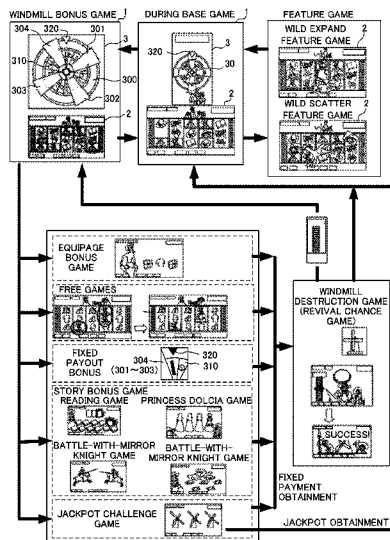 WINDMILL BONUS GAME
1
304 320 301
3
310
300
303
302
2
DURING BASE GAME
1
320
3
30
2
FEATURE GAME
WILD EXPAND
FEATURE GAME
2
WILD SCATTER
FEATURE GAME
2
EQUIPAGE
BONUS
GAME
FREE GAMES
FIXED
PAYOUT
BONUS
(301~303)
304
320
310
STORY BONUS GAME
READING GAME
PRINCESS DOLCIA GAME
BATTLE-WITH-MIRROR
KNIGHT GAME
BATTLE-WITH-
MIRROR KNIGHT GAME
JACKPOT CHALLENGE
GAME
WINDMILL
DESTRUCTION GAME
(REVIVAL CHANCE
GAME)
SUCCESS!
FIXED
PAYMENT
OBTAINMENT
JACKPOT OBTAINMENT